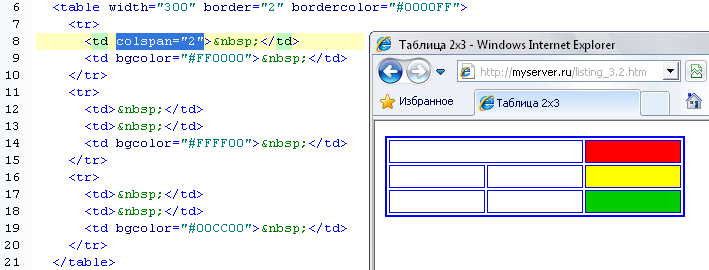 6 <table width="300" border="2" bordercolor="#0000FF">
7 <tr>
8 <td colspan="2">&nbsp;</td>
9 <td bgcolor="#FF0000">&nbsp;</td>
10 </tr>
11 <tr>
12 <td>&nbsp;</td>
13 <td>&nbsp;</td>
14 <td bgcolor="#FFFF00">&nbsp;</td>
15 </tr>
16 <tr>
17 <td>&nbsp;</td>
18 <td>&nbsp;</td>
19 <td bgcolor="#00CC00">&nbsp;</td>
20 </tr>
21 </table>
Таблица 2х3 - Windows Internet Explorer
http://myserver.ru/listing_3.2.htm
Избранное
Таблица 2х3